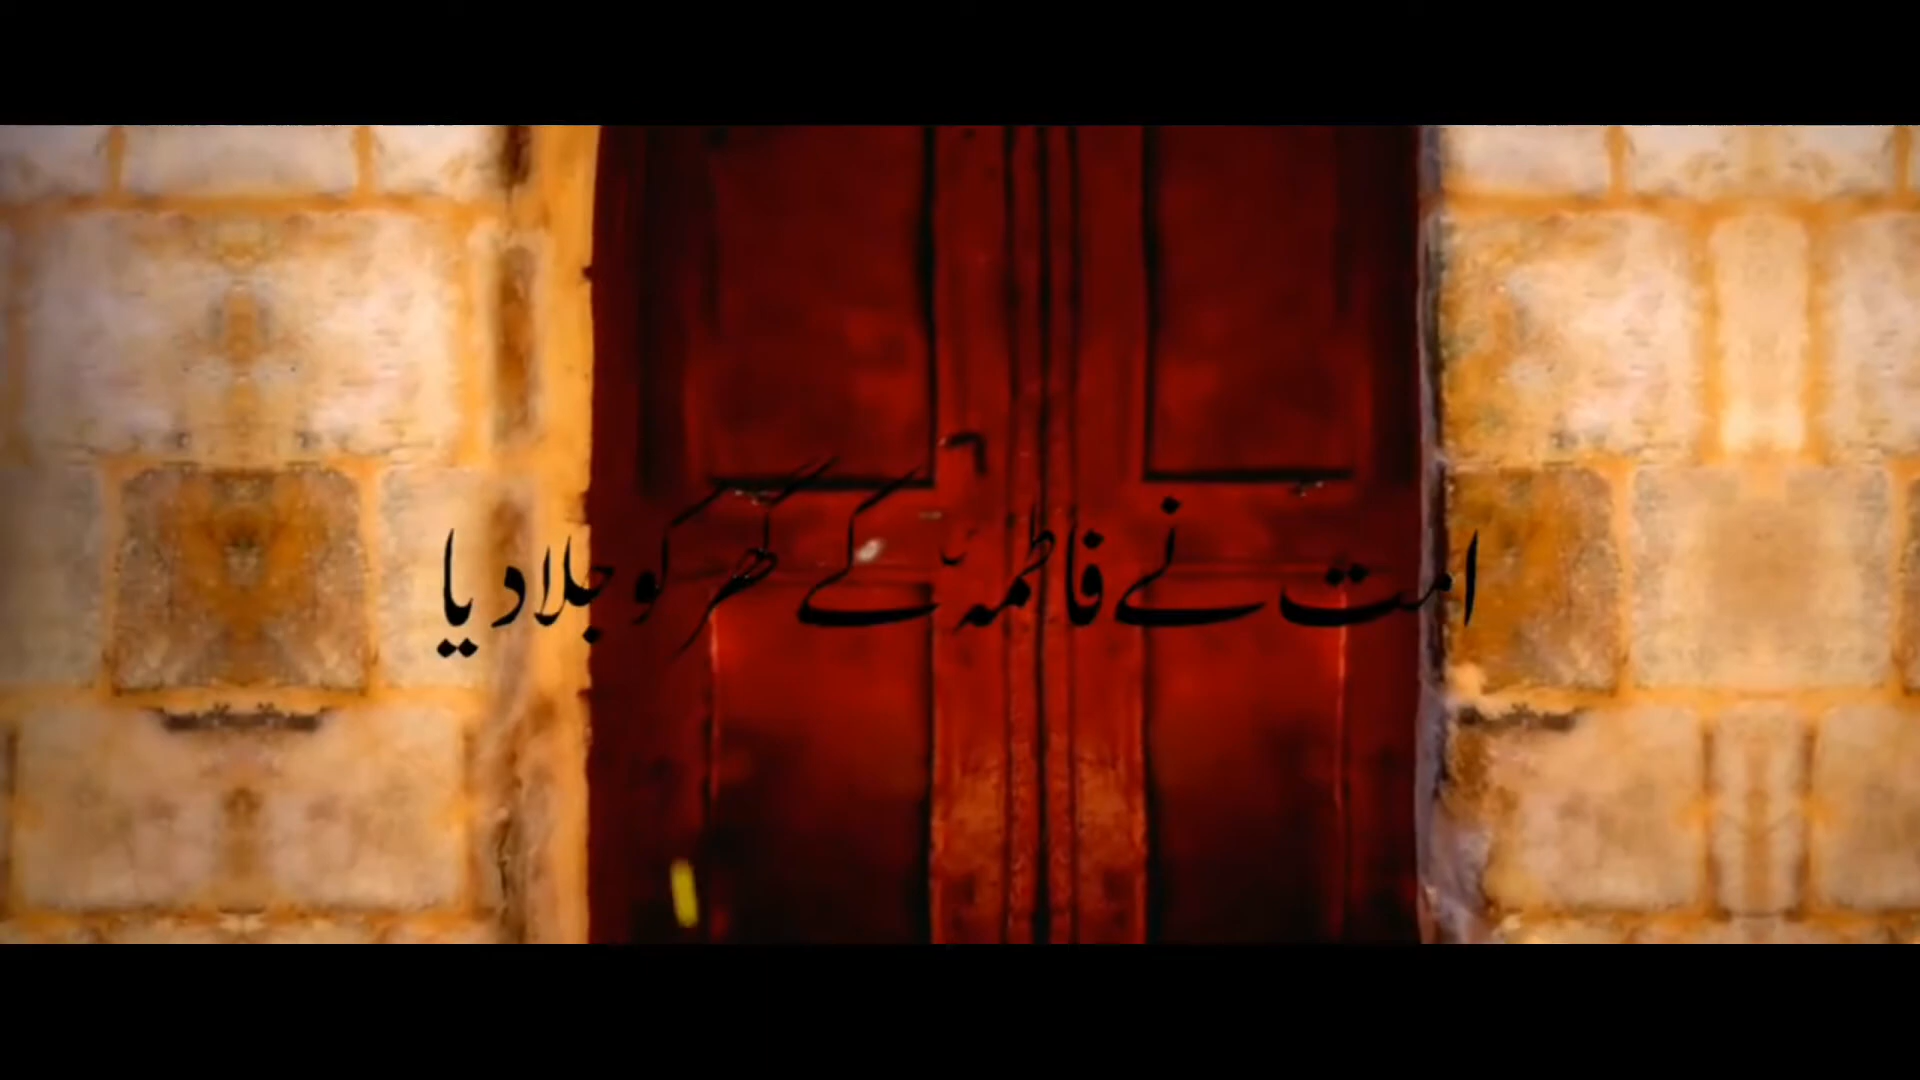 امت نے فاطمہؑ کے گھر کو جلا دیا